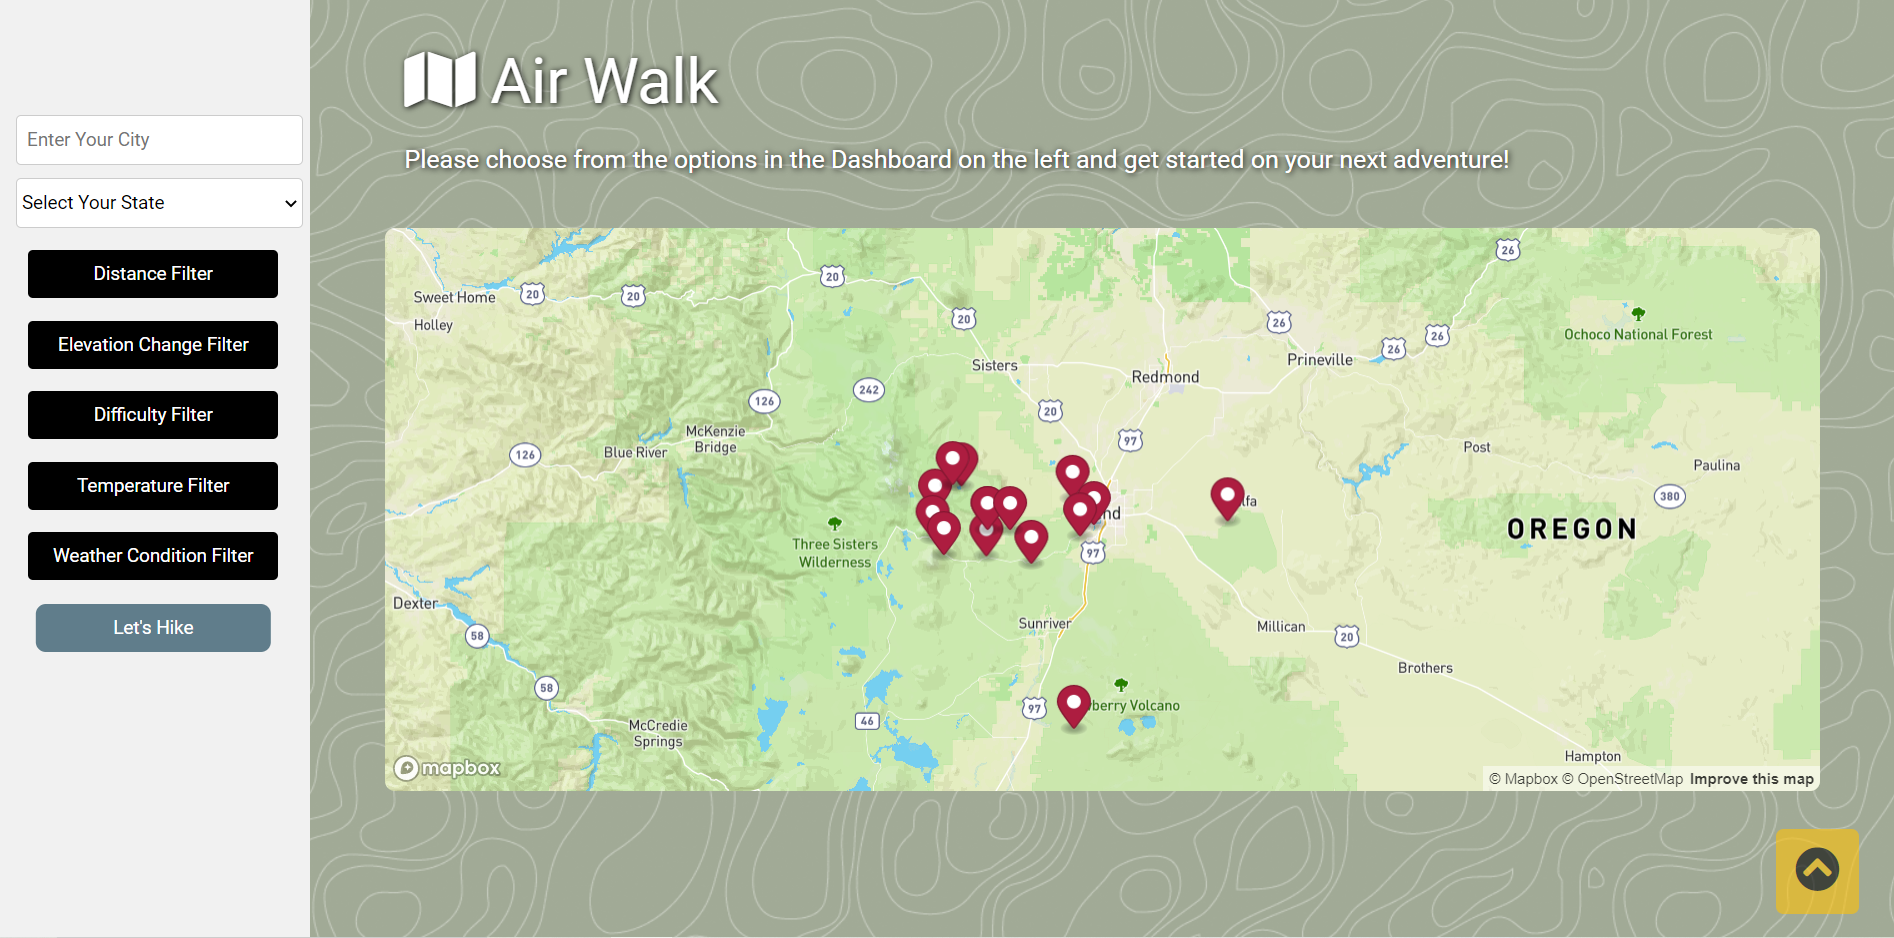 Enter Your City
Select Your State
Distance Filter
Elevation Change Filter
Difficulty Filter
Temperature Filter
Weather Condition Filter
Let's Hike
Air Walk
Please choose from the options in the Dashboard on the left and get started on your next adventure!
26
20
20
20
Sweet Home
Holley
20
26
Ochoco National Forest
26
26
Prineville
Sisters
Redmond
242
126
20
McKenzie
Bridge
97
Blue River
126
Post
Paulina
380
OREGON
Three Sisters
Wilderness
97
Dexter
58
Sunriver
Millican
20
Brothers
58
97
Volcano
46
McCredie
Springs
Hampton
mapbox
© Mapbox © OpenStreetMap Improve this map